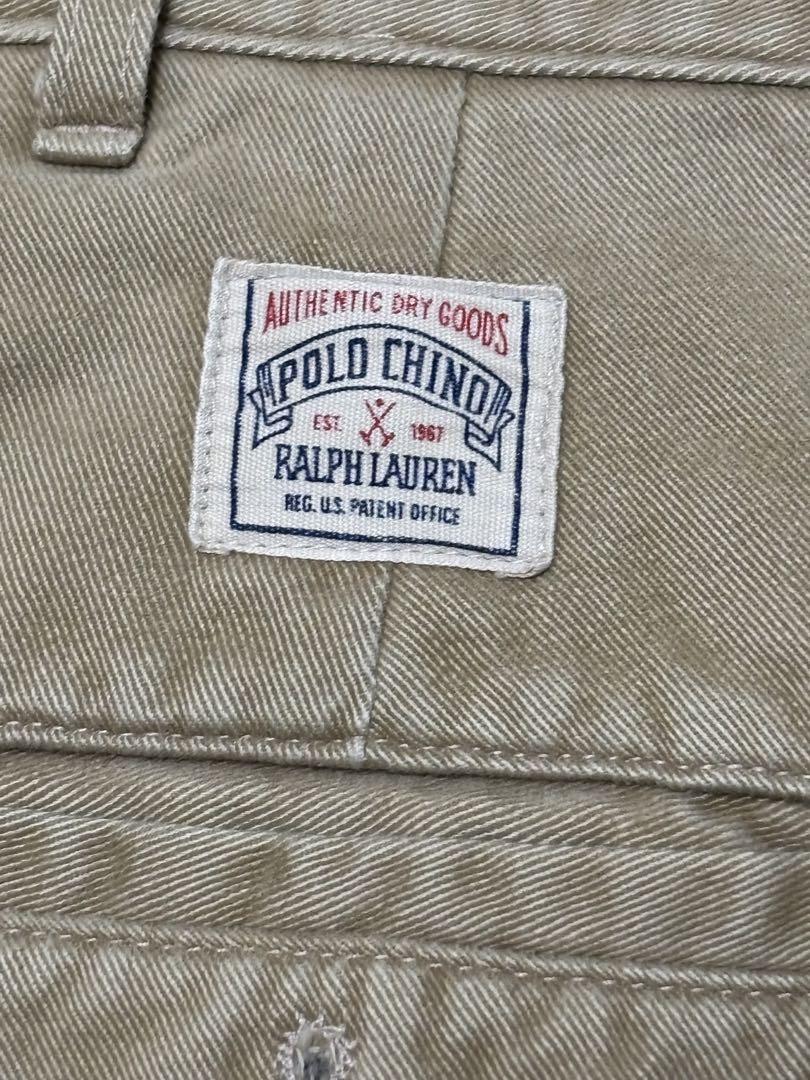 AUTHENTIC DRY GOODS
POLO CHINO
EST. 1967
RALPH LAUREN
REG. U.S. PATENT OFFICE